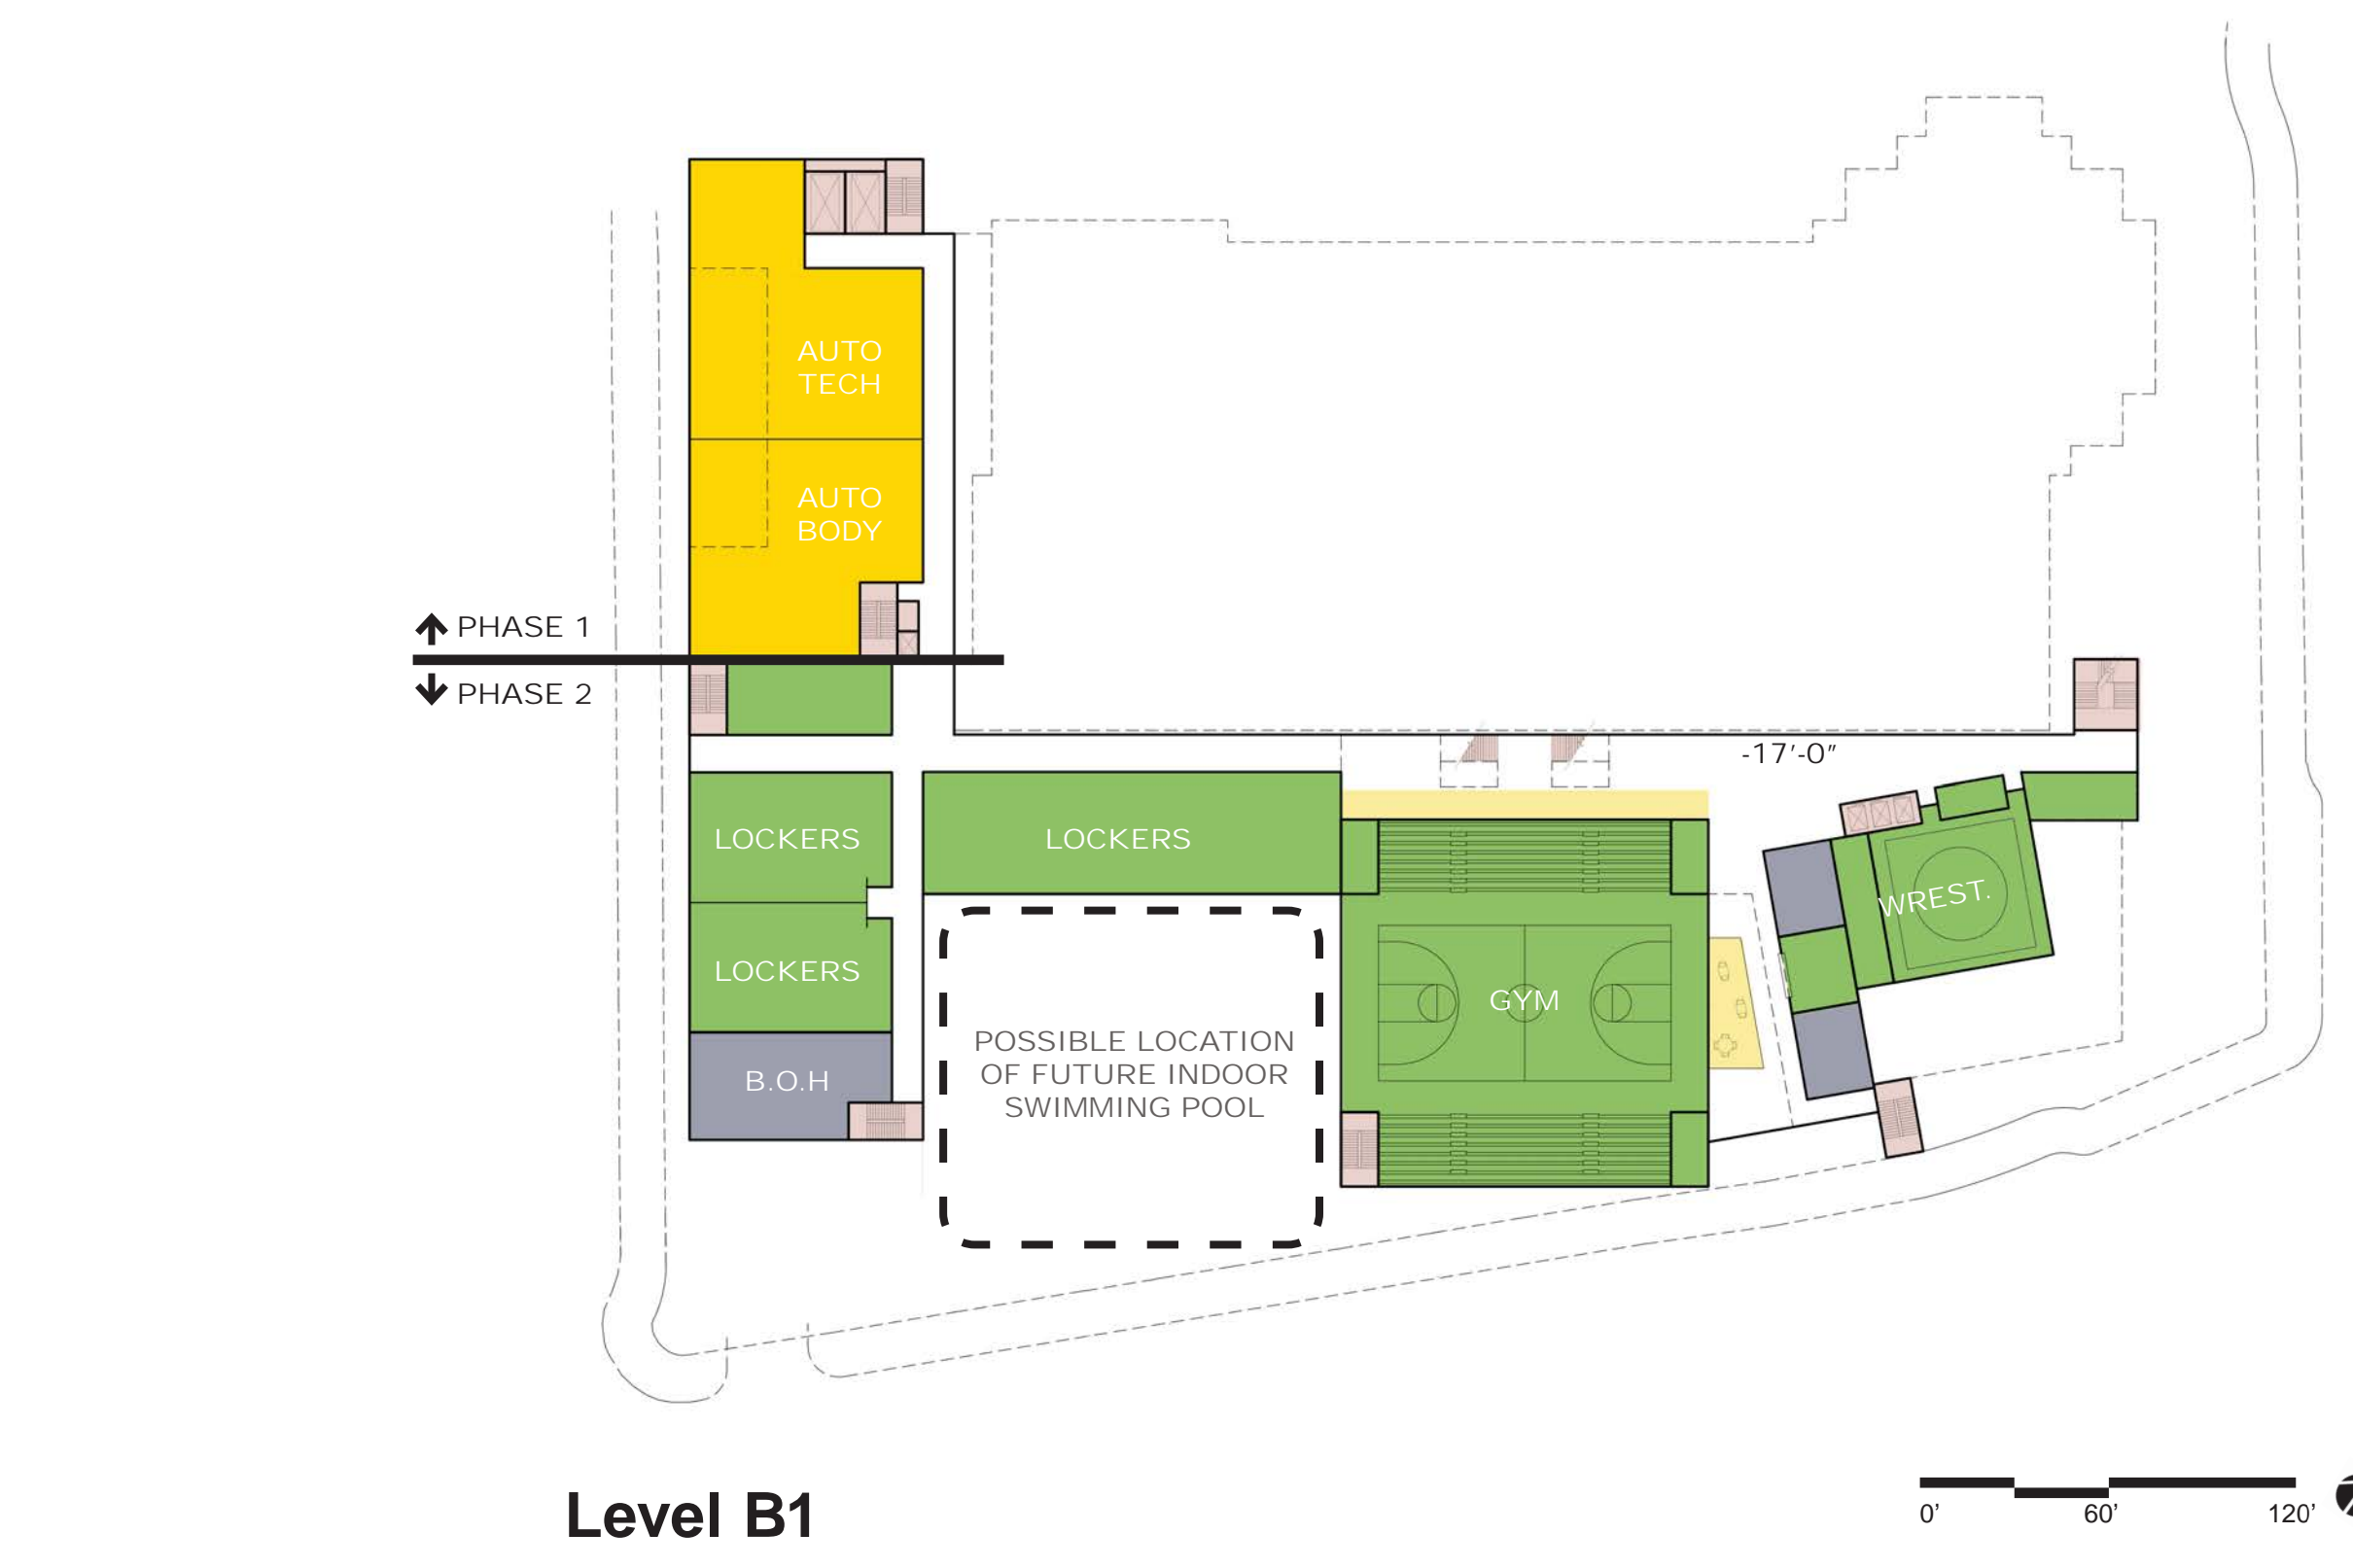 AUTO
TECH
AUTO
BODY
PHASE 1
PHASE 2
-17'-0"
LOCKERS
LOCKERS
WREST.
LOCKERS
GYM
POSSIBLE LOCATION
OF FUTURE INDOOR
SWIMMING POOL
B.O.H
Level B1
0’ 60’ 120’